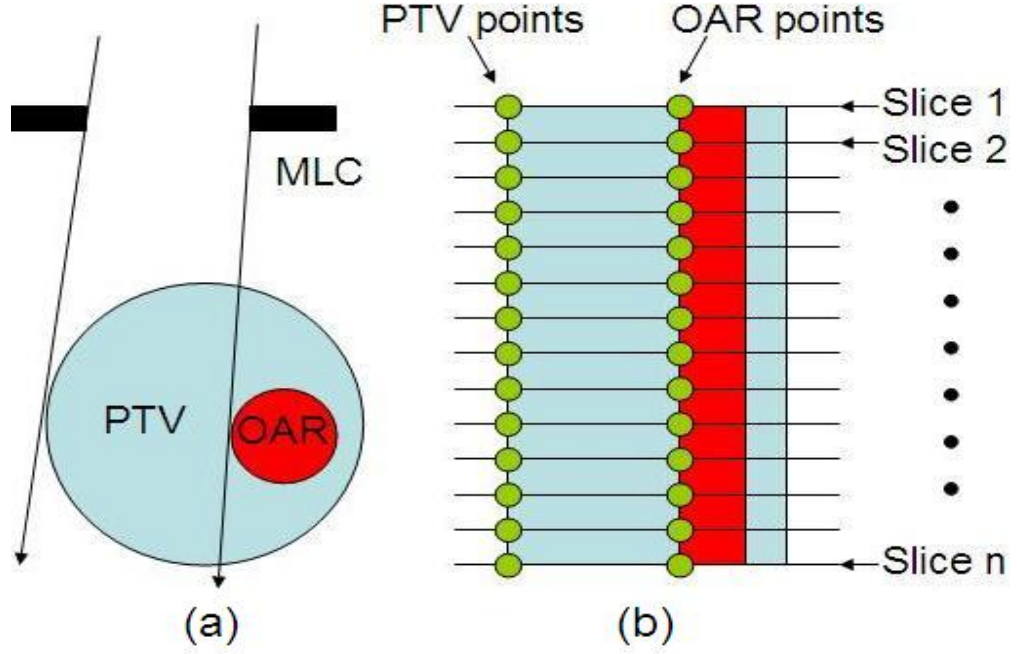 PTV points
OAR points
Slice 1
Slice 2
MLC
PTV
OAR
Slice n
(a)
(b)